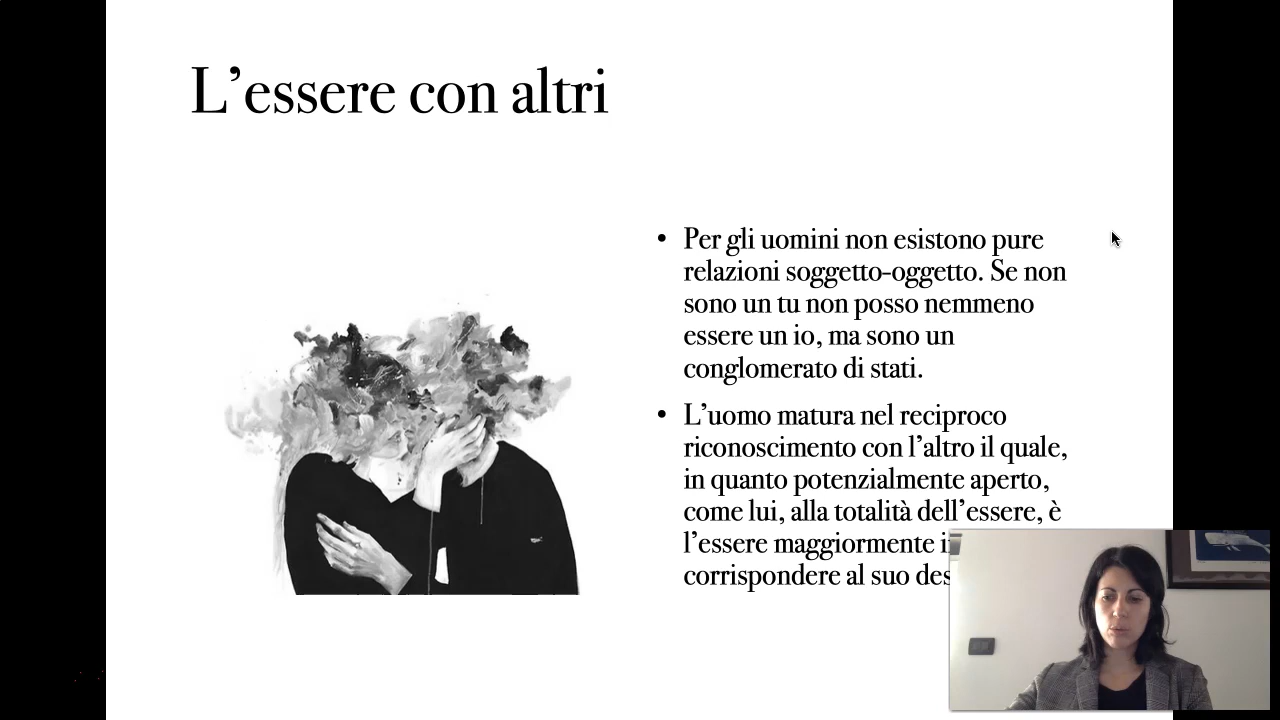 L’essere con altri
• Per gli uomini non esistono pure
relazioni soggetto-oggetto. Se non
sono un tu non posso nemmeno
essere un io, ma sono un
conglomerato di stati.
• L’uomo matura nel reciproco
riconoscimento con l’altro il quale,
in quanto potenzialmente aperto,
come lui, alla totalità dell’essere, è
l’essere maggiormente
corrispondere al suo